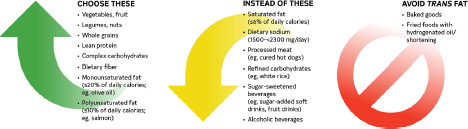 CHOOSE THESE
• Vegetables, fruit
• Legumes, nuts
• Whole grains
• Lean protein
• Complex carbohydrates
• Dietary fiber
• Monounsaturated fat
(≤20% of daily calories;
eg, olive oil)
• Polyunsaturated fat
(≤10% of daily calories;
eg, salmon)
INSTEAD OF THESE
• Saturated fat
(≤6% of daily calories)
• Dietary sodium
(1500–≤2300 mg/day)
• Processed meat
(eg, cured hot dogs)
• Refined carbohydrates
(eg, white rice)
• Sugar-sweetened
beverages
(eg, sugar-added soft
drinks, fruit drinks)
• Alcoholic beverages
AVOID TRANS FAT
• Baked goods
• Fried foods with
hydrogenated oil/
shortening